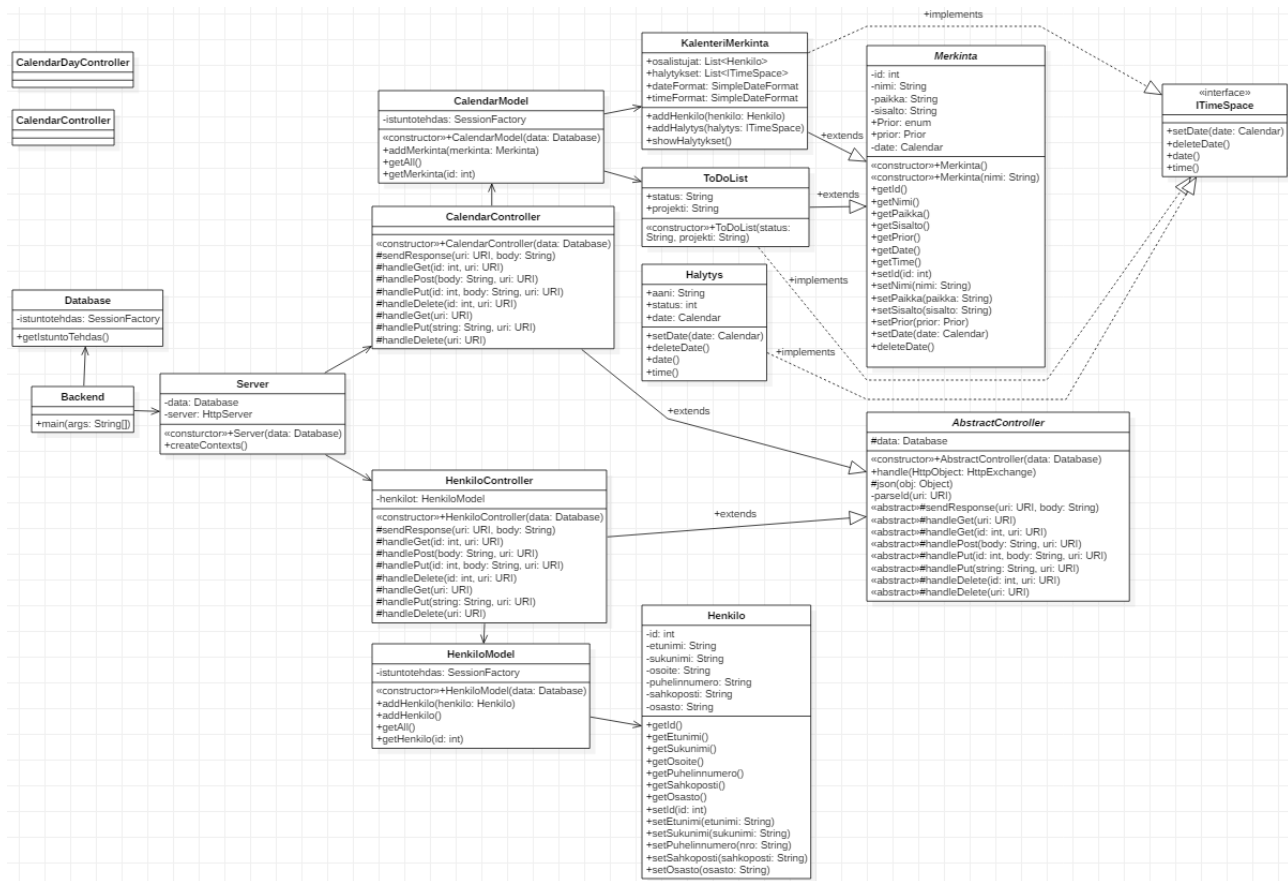 CalendarDayController
CalendarController
Database
-istuntotehdas: SessionFactory
+getIstuntoTehdas()
Backend
+main(args: String[])
Server
-data: Database
-server: HttpServer
«consturctor»+Server(data: Database)
+createContexts()
CalendarModel
-istuntotehdas: SessionFactory
«constructor»+CalendarModel(data: Database)
+addMerkinta(merkinta: Merkinta)
+getAll()
+getMerkinta(id: int)
CalendarController
«constructor»+CalendarController(data: Database)
#sendResponse(uri: URI, body: String)
#handleGet(id: int, uri: URI)
#handlePost(body: String, uri: URI)
#handlePut(id: int, body: String, uri: URI)
#handleDelete(id: int, uri: URI)
#handleGet(uri: URI)
#handlePut(string: String, uri: URI)
#handleDelete(uri: URI)
HenkiloController
-henkilot: HenkiloModel
«constructor»+HenkiloController(data: Database)
#sendResponse(uri: URI, body: String)
#handleGet(id: int, uri: URI)
#handlePost(body: String, uri: URI)
#handlePut(id: int, body: String, uri: URI)
#handleDelete(id: int, uri: URI)
#handleGet(uri: URI)
#handlePut(string: String, uri: URI)
#handleDelete(uri: URI)
HenkiloModel
-istuntotehdas: SessionFactory
«constructor»+HenkiloModel(data: Database)
+addHenkilo(henkilo: Henkilo)
+addHenkilo()
+getAll()
+getHenkilo(id: int)
KalenteriMerkinta
+osalistujat: List<Henkilo>
+halytykset: List<ITimeSpace>
+dateFormat: SimpleDateFormat
+timeFormat: SimpleDateFormat
+addHenkilo(henkilo: Henkilo)
+addHalytys(halytys: ITimeSpace)
+showHalytykset()
ToDoList
+status: String
+projekti: String
«constructor»+ToDoList(status:
String, projekti: String)
Halytys
+aani: String
+status: int
+date: Calendar
+setDate(date: Calendar)
+deleteDate()
+date()
+time()
+implements
+extends
+extends
+implements
+implements
+extends
+extends
Merkinta
-id: int
-nimi: String
-paikka: String
-sisalto: String
+Prior: enum
+prior: Prior
-date: Calendar
«constructor»+Merkinta()
«constructor»+Merkinta(nimi: String)
+getId()
+getNimi()
+getPaikka()
+getSisalto()
+getPrior()
+getDate()
+getTime()
+setId(id: int)
+setNimi(nimi: String)
+setPaikka(paikka: String)
+setSisalto(sisalto: String)
+setPrior(prior: Prior)
+setDate(date: Calendar)
+deleteDate()
«interface»
ITimeSpace
+setDate(date: Calendar)
+deleteDate()
+date()
+time()
AbstractController
#data: Database
«constructor»+AbstractController(data: Database)
+handle(HttpObject: HttpExchange)
#json(obj: Object)
-parseId(uri: URI)
«abstract»#sendResponse(uri: URI, body: String)
«abstract»#handleGet(uri: URI)
«abstract»#handleGet(id: int, uri: URI)
«abstract»#handlePost(body: String, uri: URI)
«abstract»#handlePut(id: int, body: String, uri: URI)
«abstract»#handlePut(string: String, uri: URI)
«abstract»#handleDelete(id: int, uri: URI)
«abstract»#handleDelete(uri: URI)
Henkilo
-id: int
-etunimi: String
-sukunimi: String
-osoite: String
-puhelinnumero: String
-sahkoposti: String
-osasto: String
+getId()
+getEtunimi()
+getSukunimi()
+getOsoite()
+getPuhelinnumero()
+getSahkoposti()
+getOsasto()
+setId(id: int)
+setEtunimi(etunimi: String)
+setSukunimi(sukunimi: String)
+setPuhelinnumero(nro: String)
+setSahkoposti(sahkoposti: String)
+setOsasto(osasto: String)